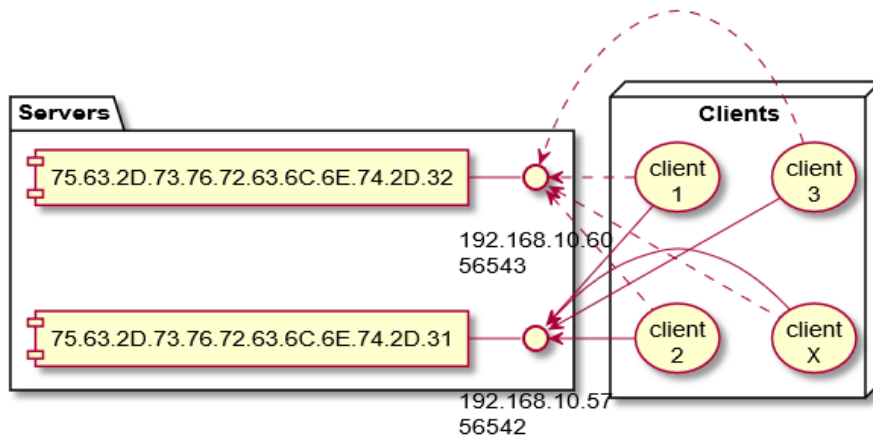 Servers
Clients
75.63.2D.73.76.72.63.6C.6E.74.2D.32
client
1
client
3
192.168.10.60
56543
75.63.2D.73.76.72.63.6C.6E.74.2D.31
client
2
client
X
192.168.10.57
56542